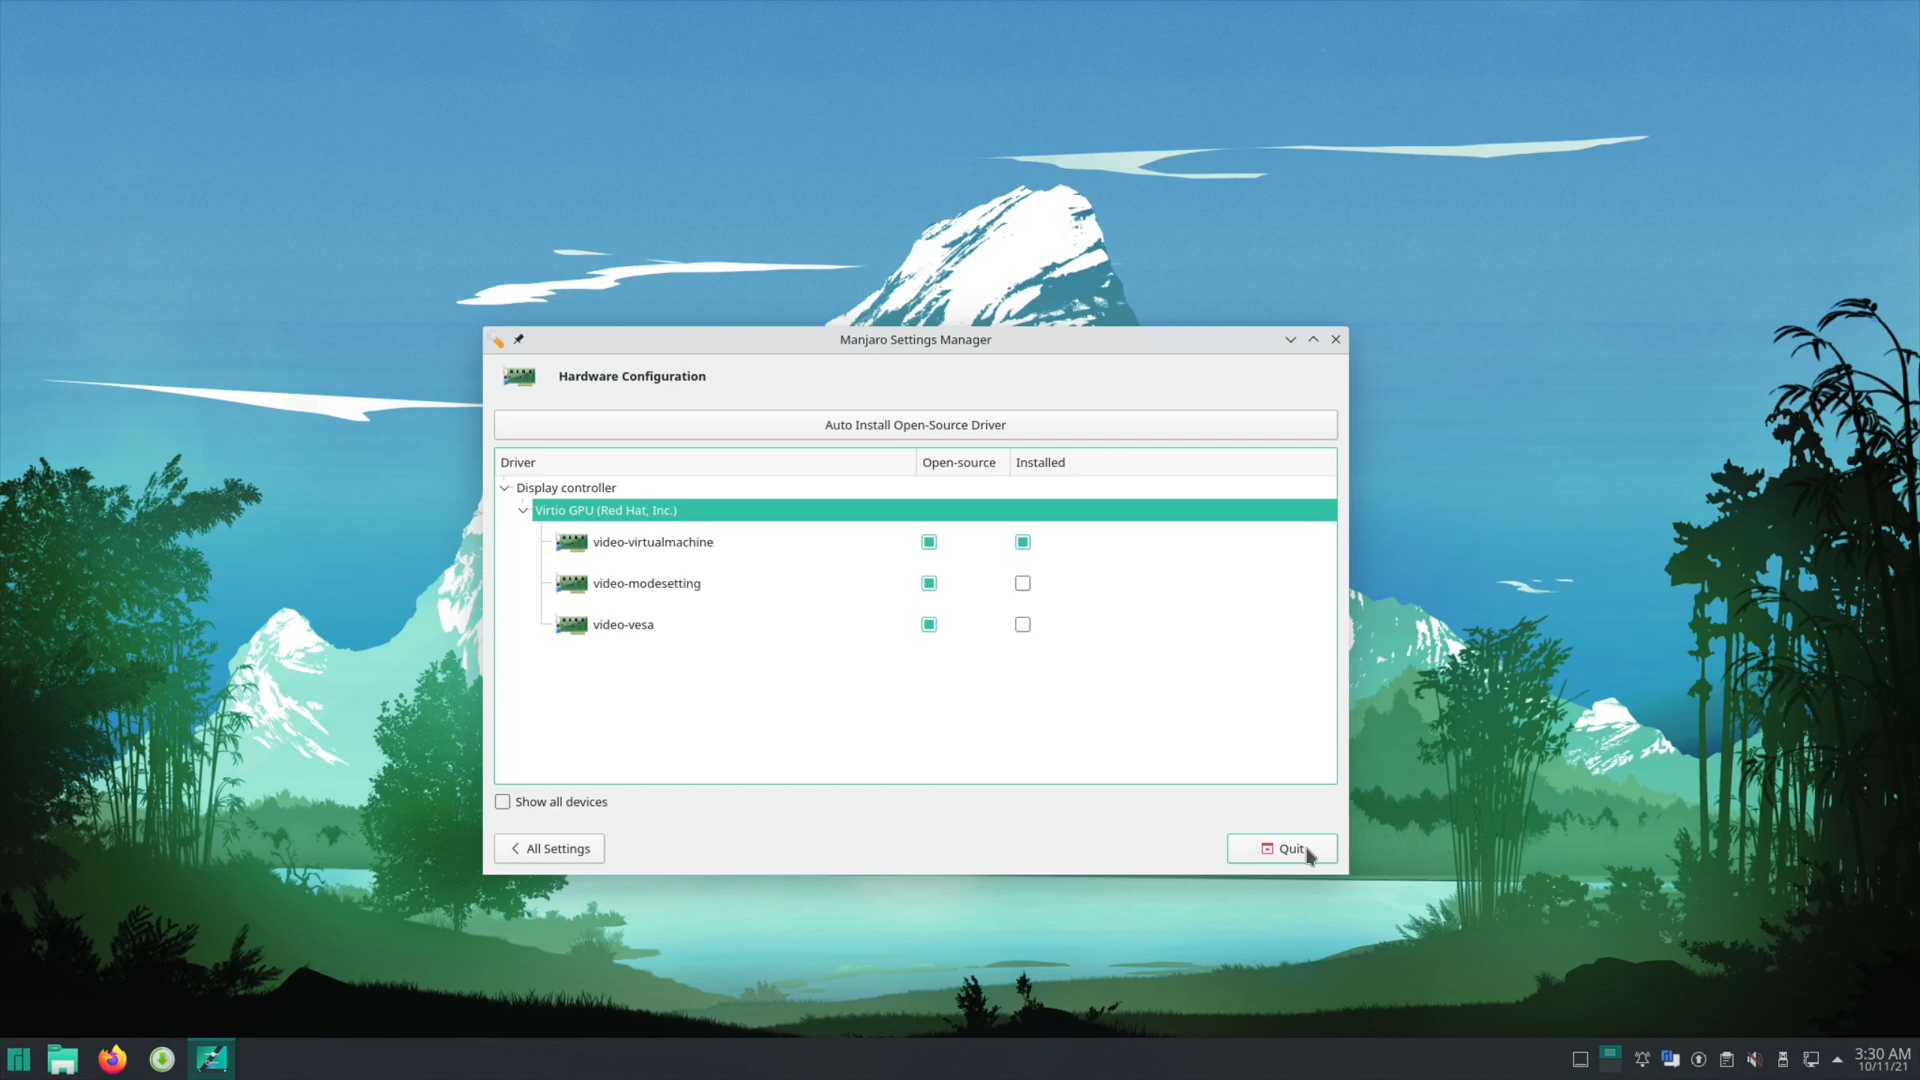 Manjaro Settings Manager
Hardware Configuration
Auto Install Open-Source Driver
Driver Open-source Installed
Display controller
Virtio GPU (Red Hat, Inc.)
video-virtualmachine
video-modesetting
video-vesa
Show all devices
All Settings Quit
3:30 AM
10/11/21